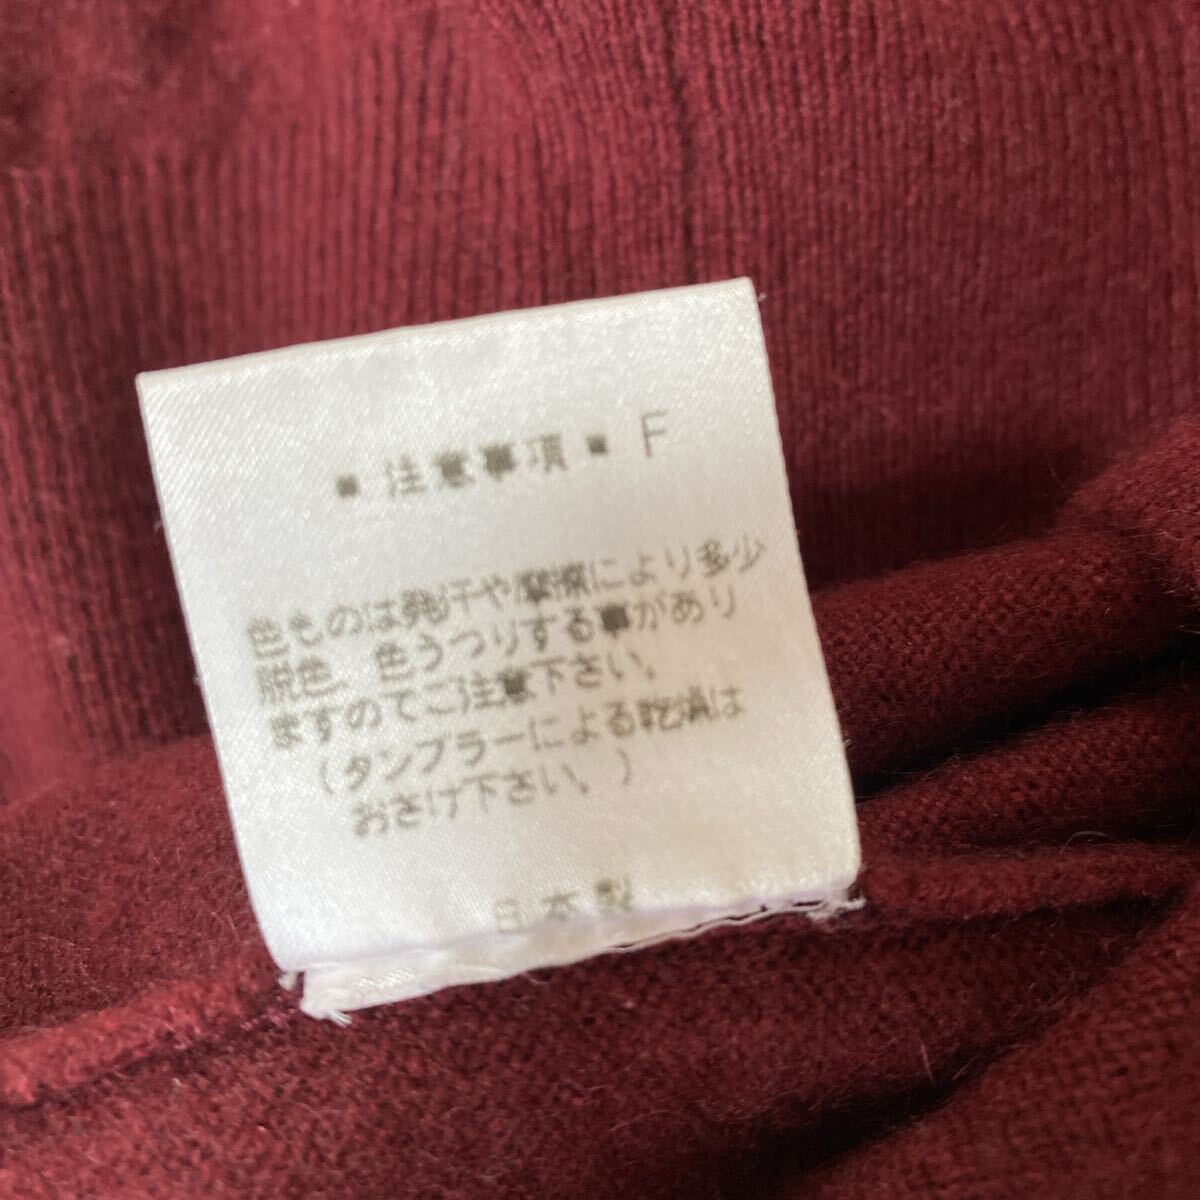 ■ 注意事項 ■ F
色ものは発汗や摩擦により多少
脱色 色うつりする事があり
ますのでご注意下さい。
(タンブラーによる乾燥は
おさけ下さい。)
日本製